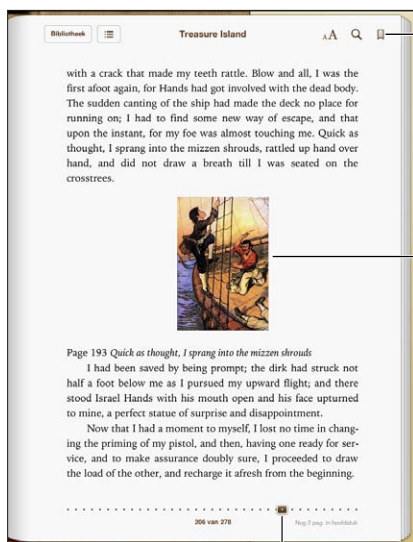 Bibliotheek
Treasure Island
AA
with a crack that made my teeth rattle. Blow and all, I was the
first afoot again, for Hands had got involved with the dead body.
The sudden canting of the ship had made the deck no place for
running on; I had to find some new way of escape, and that
upon the instant, for my foe was almost touching me. Quick as
thought, I sprang into the mizzen shrouds, rattled up hand over
hand, and did not draw a breath till I was seated on the
crosstrees.
Page 193 Quick as thought, I sprang into the mizzen shrouds
I had been saved by being prompt; the dirk had struck not
half a foot below me as I pursued my upward flight; and there
stood Israel Hands with his mouth open and his face upturned
to mine, a perfect statue of surprise and disappointment.
Now that I had a moment to myself, I lost no time in chang-
ing the priming of my pistol, and then, having one ready for ser-
vice, and to make assurance doubly sure, I proceeded to draw
the load of the other, and recharge it afresh from the beginning.
206 van 278
Nog 2 pag. in hoofdstuk